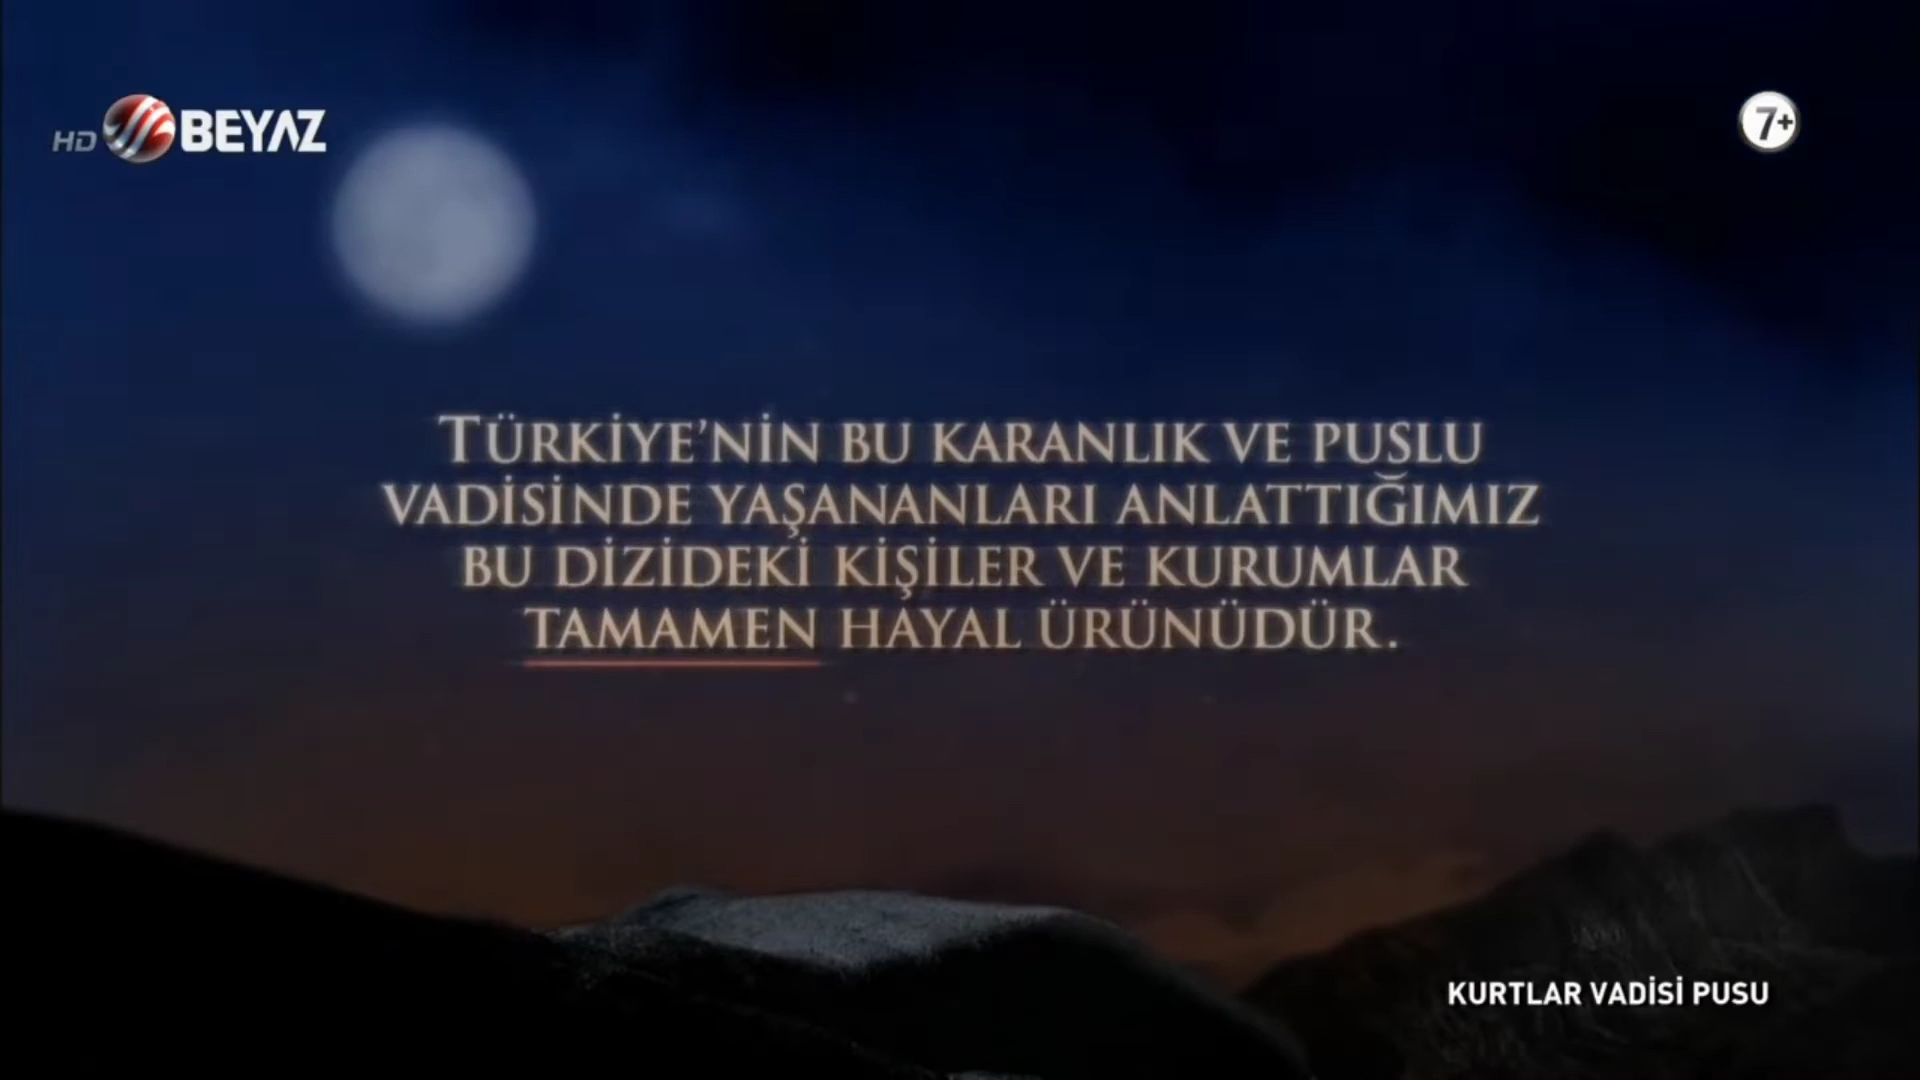 HD BEYAZ
7+
TÜRKİYE'NİN BU KARANLIK VE PUSLU
VADİSİNDE YAŞANANLARI ANLATTIĞIMIZ
BU DİZİDEKİ KİŞİLER VE KURUMLAR
TAMAMEN HAYAL ÜRÜNÜDÜR.
KURTLAR VADİSİ PUSU